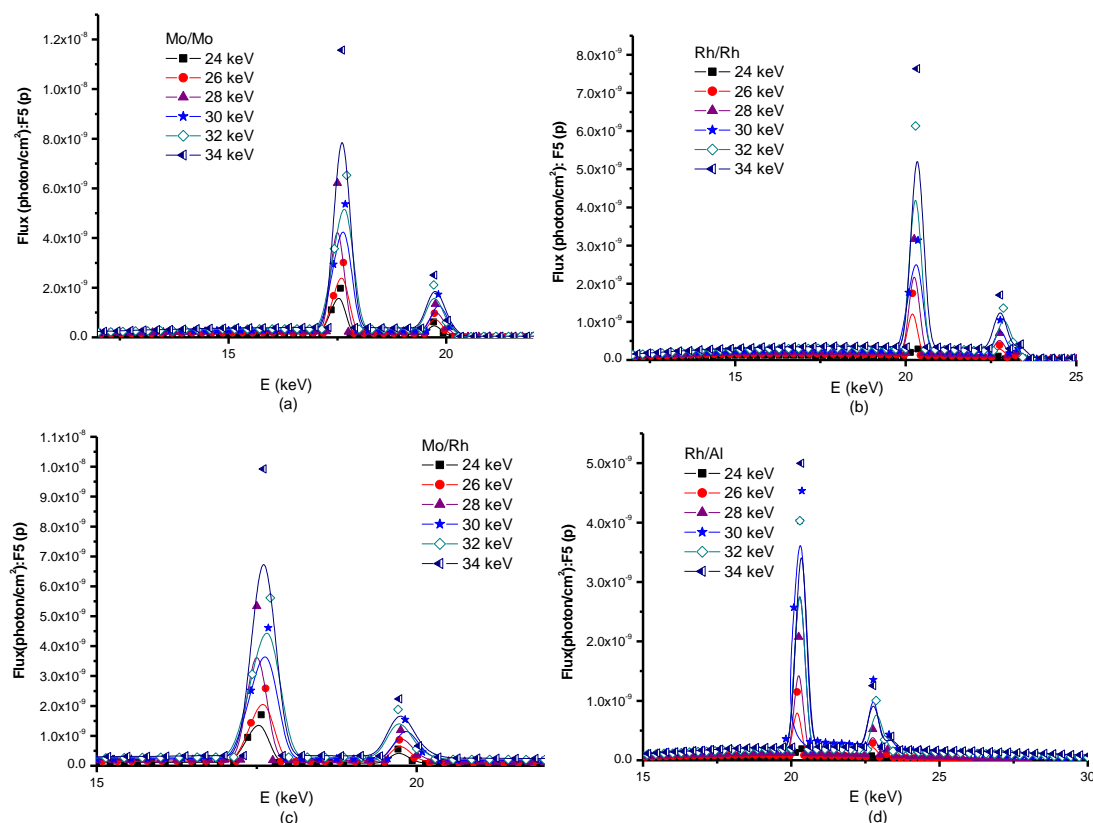 Mo/Mo
24 keV
26 keV
28 keV
30 keV
32 keV
34 keV
Flux (photon/cm²):F5 (p)
1.2x10⁻⁸
1.0x10⁻⁸
8.0x10⁻⁹
6.0x10⁻⁹
4.0x10⁻⁹
2.0x10⁻⁹
0.0
15
20
E (keV)
(a)
Rh/Rh
24 keV
26 keV
28 keV
30 keV
32 keV
34 keV
Flux (photon/cm²): F5 (p)
8.0x10⁻⁹
7.0x10⁻⁹
6.0x10⁻⁹
5.0x10⁻⁹
4.0x10⁻⁹
3.0x10⁻⁹
2.0x10⁻⁹
1.0x10⁻⁹
0.0
15
20
25
E (keV)
(b)
Mo/Rh
24 keV
26 keV
28 keV
30 keV
32 keV
34 keV
Flux(photon/cm²):F5 (p)
1.1x10⁻⁸
1.0x10⁻⁸
9.0x10⁻⁹
8.0x10⁻⁹
7.0x10⁻⁹
6.0x10⁻⁹
5.0x10⁻⁹
4.0x10⁻⁹
3.0x10⁻⁹
2.0x10⁻⁹
1.0x10⁻⁹
0.0
15
20
E (keV)
(c)
Rh/Al
24 keV
26 keV
28 keV
30 keV
32 keV
34 keV
Flux(photon/cm²):F5 (p)
5.0x10⁻⁹
4.0x10⁻⁹
3.0x10⁻⁹
2.0x10⁻⁹
1.0x10⁻⁹
0.0
15
20
25
30
E (keV)
(d)